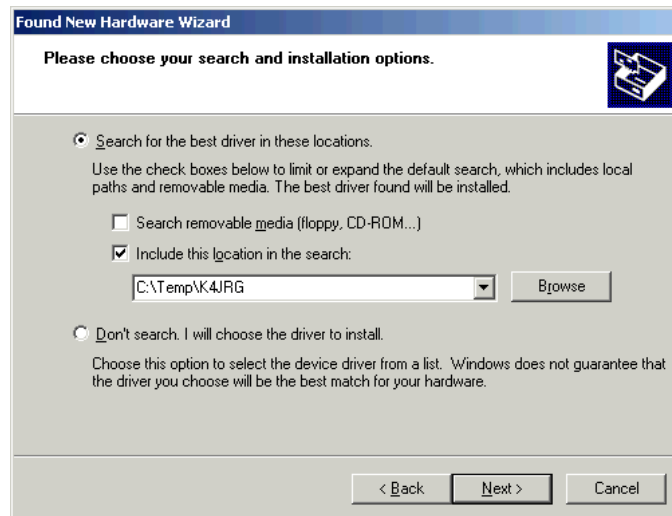 Found New Hardware Wizard
Please choose your search and installation options.
Search for the best driver in these locations.
Use the check boxes below to limit or expand the default search, which includes local
paths and removable media. The best driver found will be installed.
Search removable media (floppy, CD-ROM...)
Include this location in the search:
C:\Temp\K4JRG
Browse
Don't search. I will choose the driver to install.
Choose this option to select the device driver from a list. Windows does not guarantee that
the driver you choose will be the best match for your hardware.
< Back
Next >
Cancel